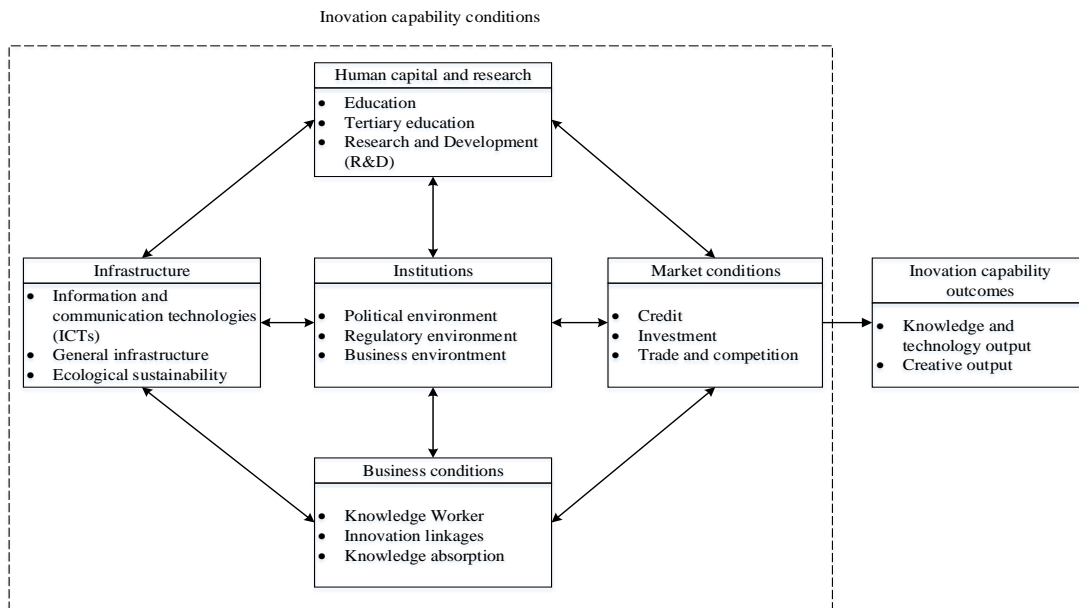 Inovation capability conditions
Human capital and research
• Education
• Tertiary education
• Research and Development
(R&D)
Infrastructure
• Information and
communication technologies
(ICTs)
• General infrastructure
• Ecological sustainability
Institutions
• Political environment
• Regulatory environment
• Business environtment
Market conditions
• Credit
• Investment
• Trade and competition
Inovation capability
outcomes
• Knowledge and
technology output
• Creative output
Business conditions
• Knowledge Worker
• Innovation linkages
• Knowledge absorption